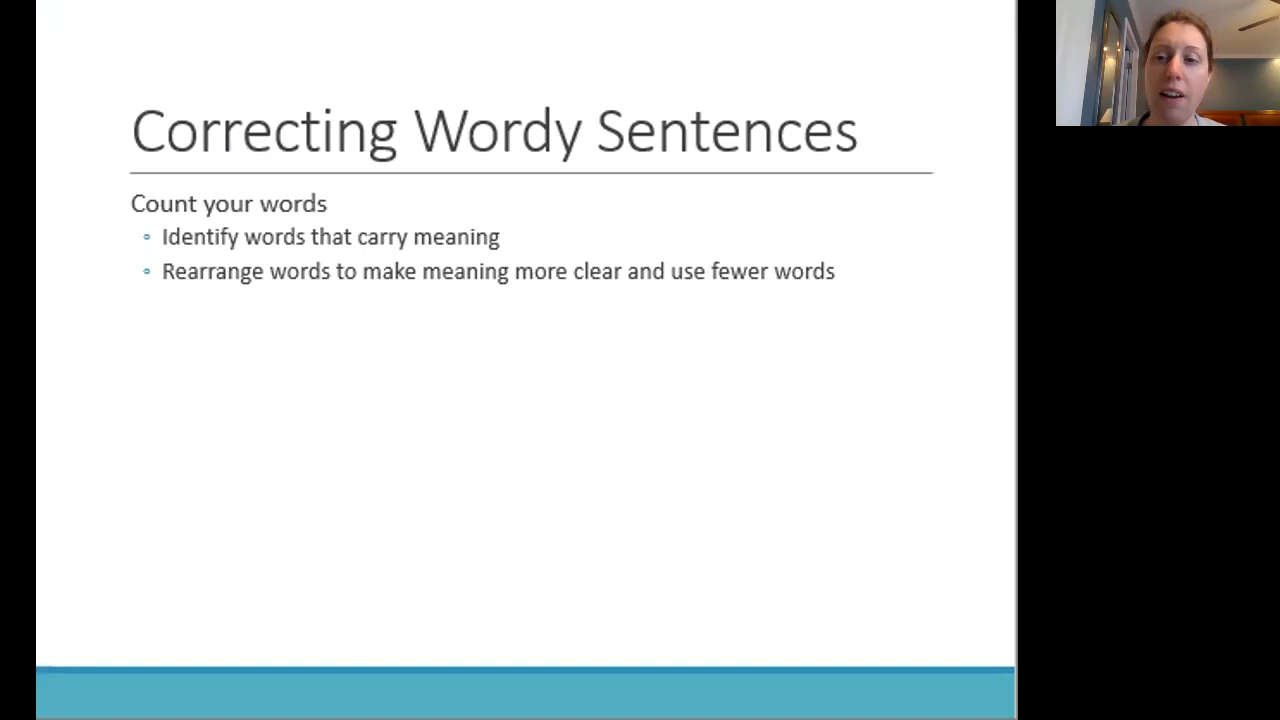 Correcting Wordy Sentences
Count your words
Identify words that carry meaning
Rearrange words to make meaning more clear and use fewer words